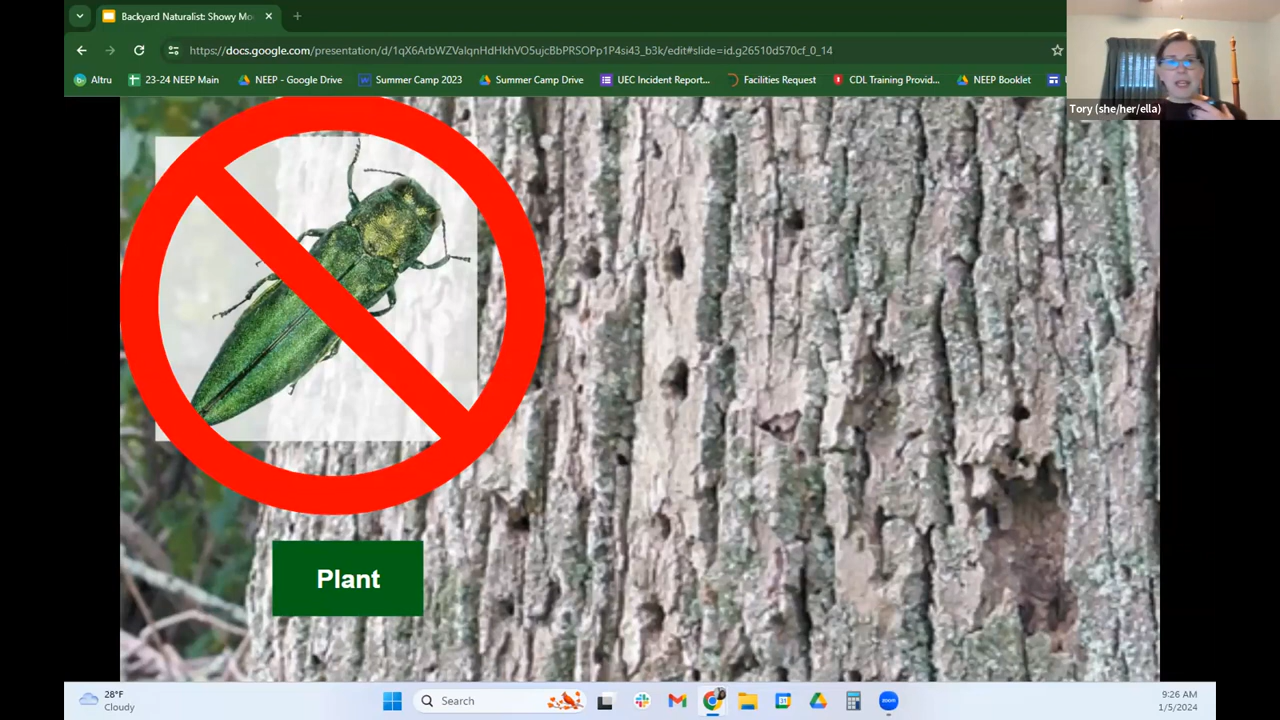 Backyard Naturalist: Showy Mo
https://docs.google.com/presentation/d/1qX6ArbWZValqnHdHkhVO5ujcBbPRSOPp1P4si43_b3k/edit#slide=id.g26510d570cf_0_14
Altru
23-24 NEEP Main
NEEP - Google Drive
Summer Camp 2023
Summer Camp Drive
UEC Incident Report...
Facilities Request
CDL Training Provid...
NEEP Booklet
Tory (she/her/ella)
Plant
28°F
Cloudy
Search
zoom
9:26 AM
1/5/2024